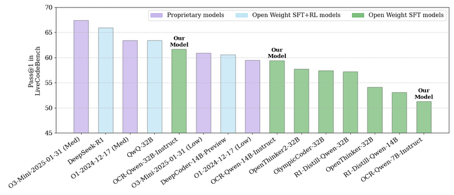 Proprietary models
Open Weight SFT+RL models
Open Weight SFT models
Pass@1 in
LiveCodeBench
70
65
60
55
50
45
Our
Model
Our
Model
Our
Model
O3-Mini-2025-01-31 (Med)
DeepSeek-R1
O1-2024-12-17 (Med)
QwQ-32B
OCR-Qwen-32B-Instruct
O3-Mini-2025-01-31 (Low)
DeepCoder-14B-Preview
O1-2024-12-17 (Low)
OCR-Qwen-14B-Instruct
OpenThinker2-32B
OlympicCoder-32B
R1-Distill-Qwen-32B
OpenThinker-32B
R1-Distill-Qwen-14B
OCR-Qwen-7B-Instruct